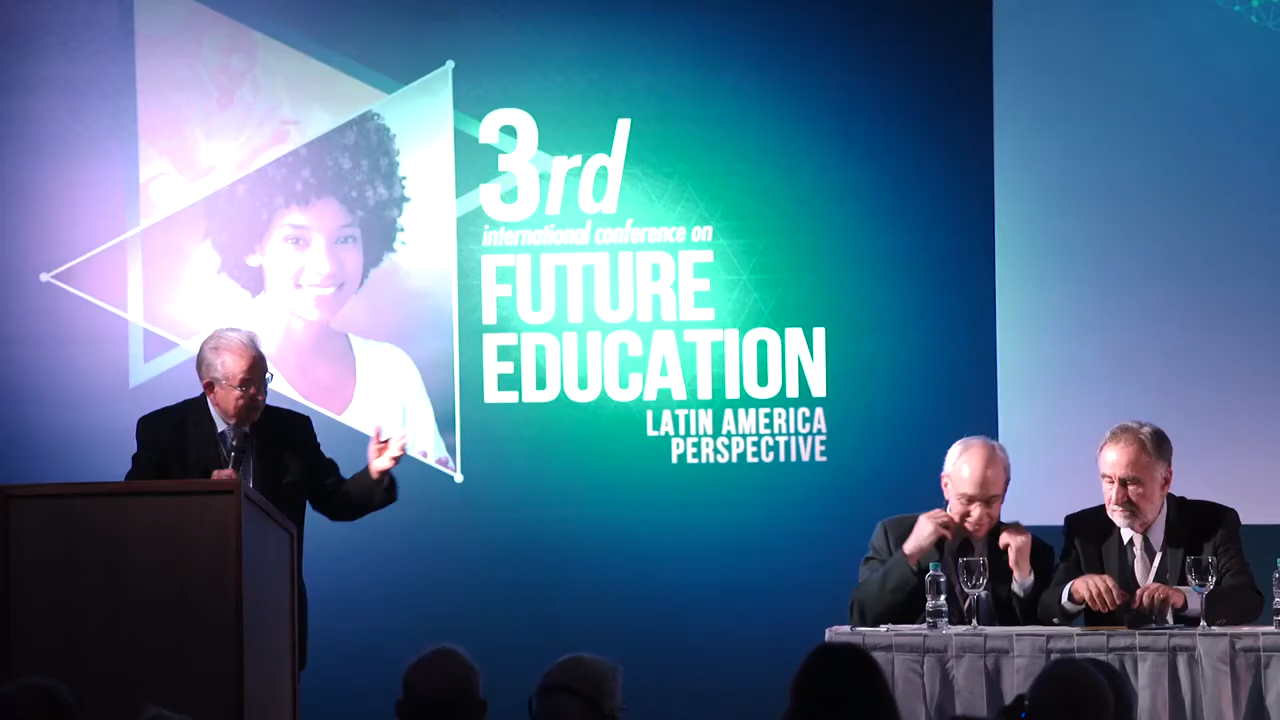 3rd
international conference on
FUTURE
EDUCATION
LATIN AMERICA
PERSPECTIVE